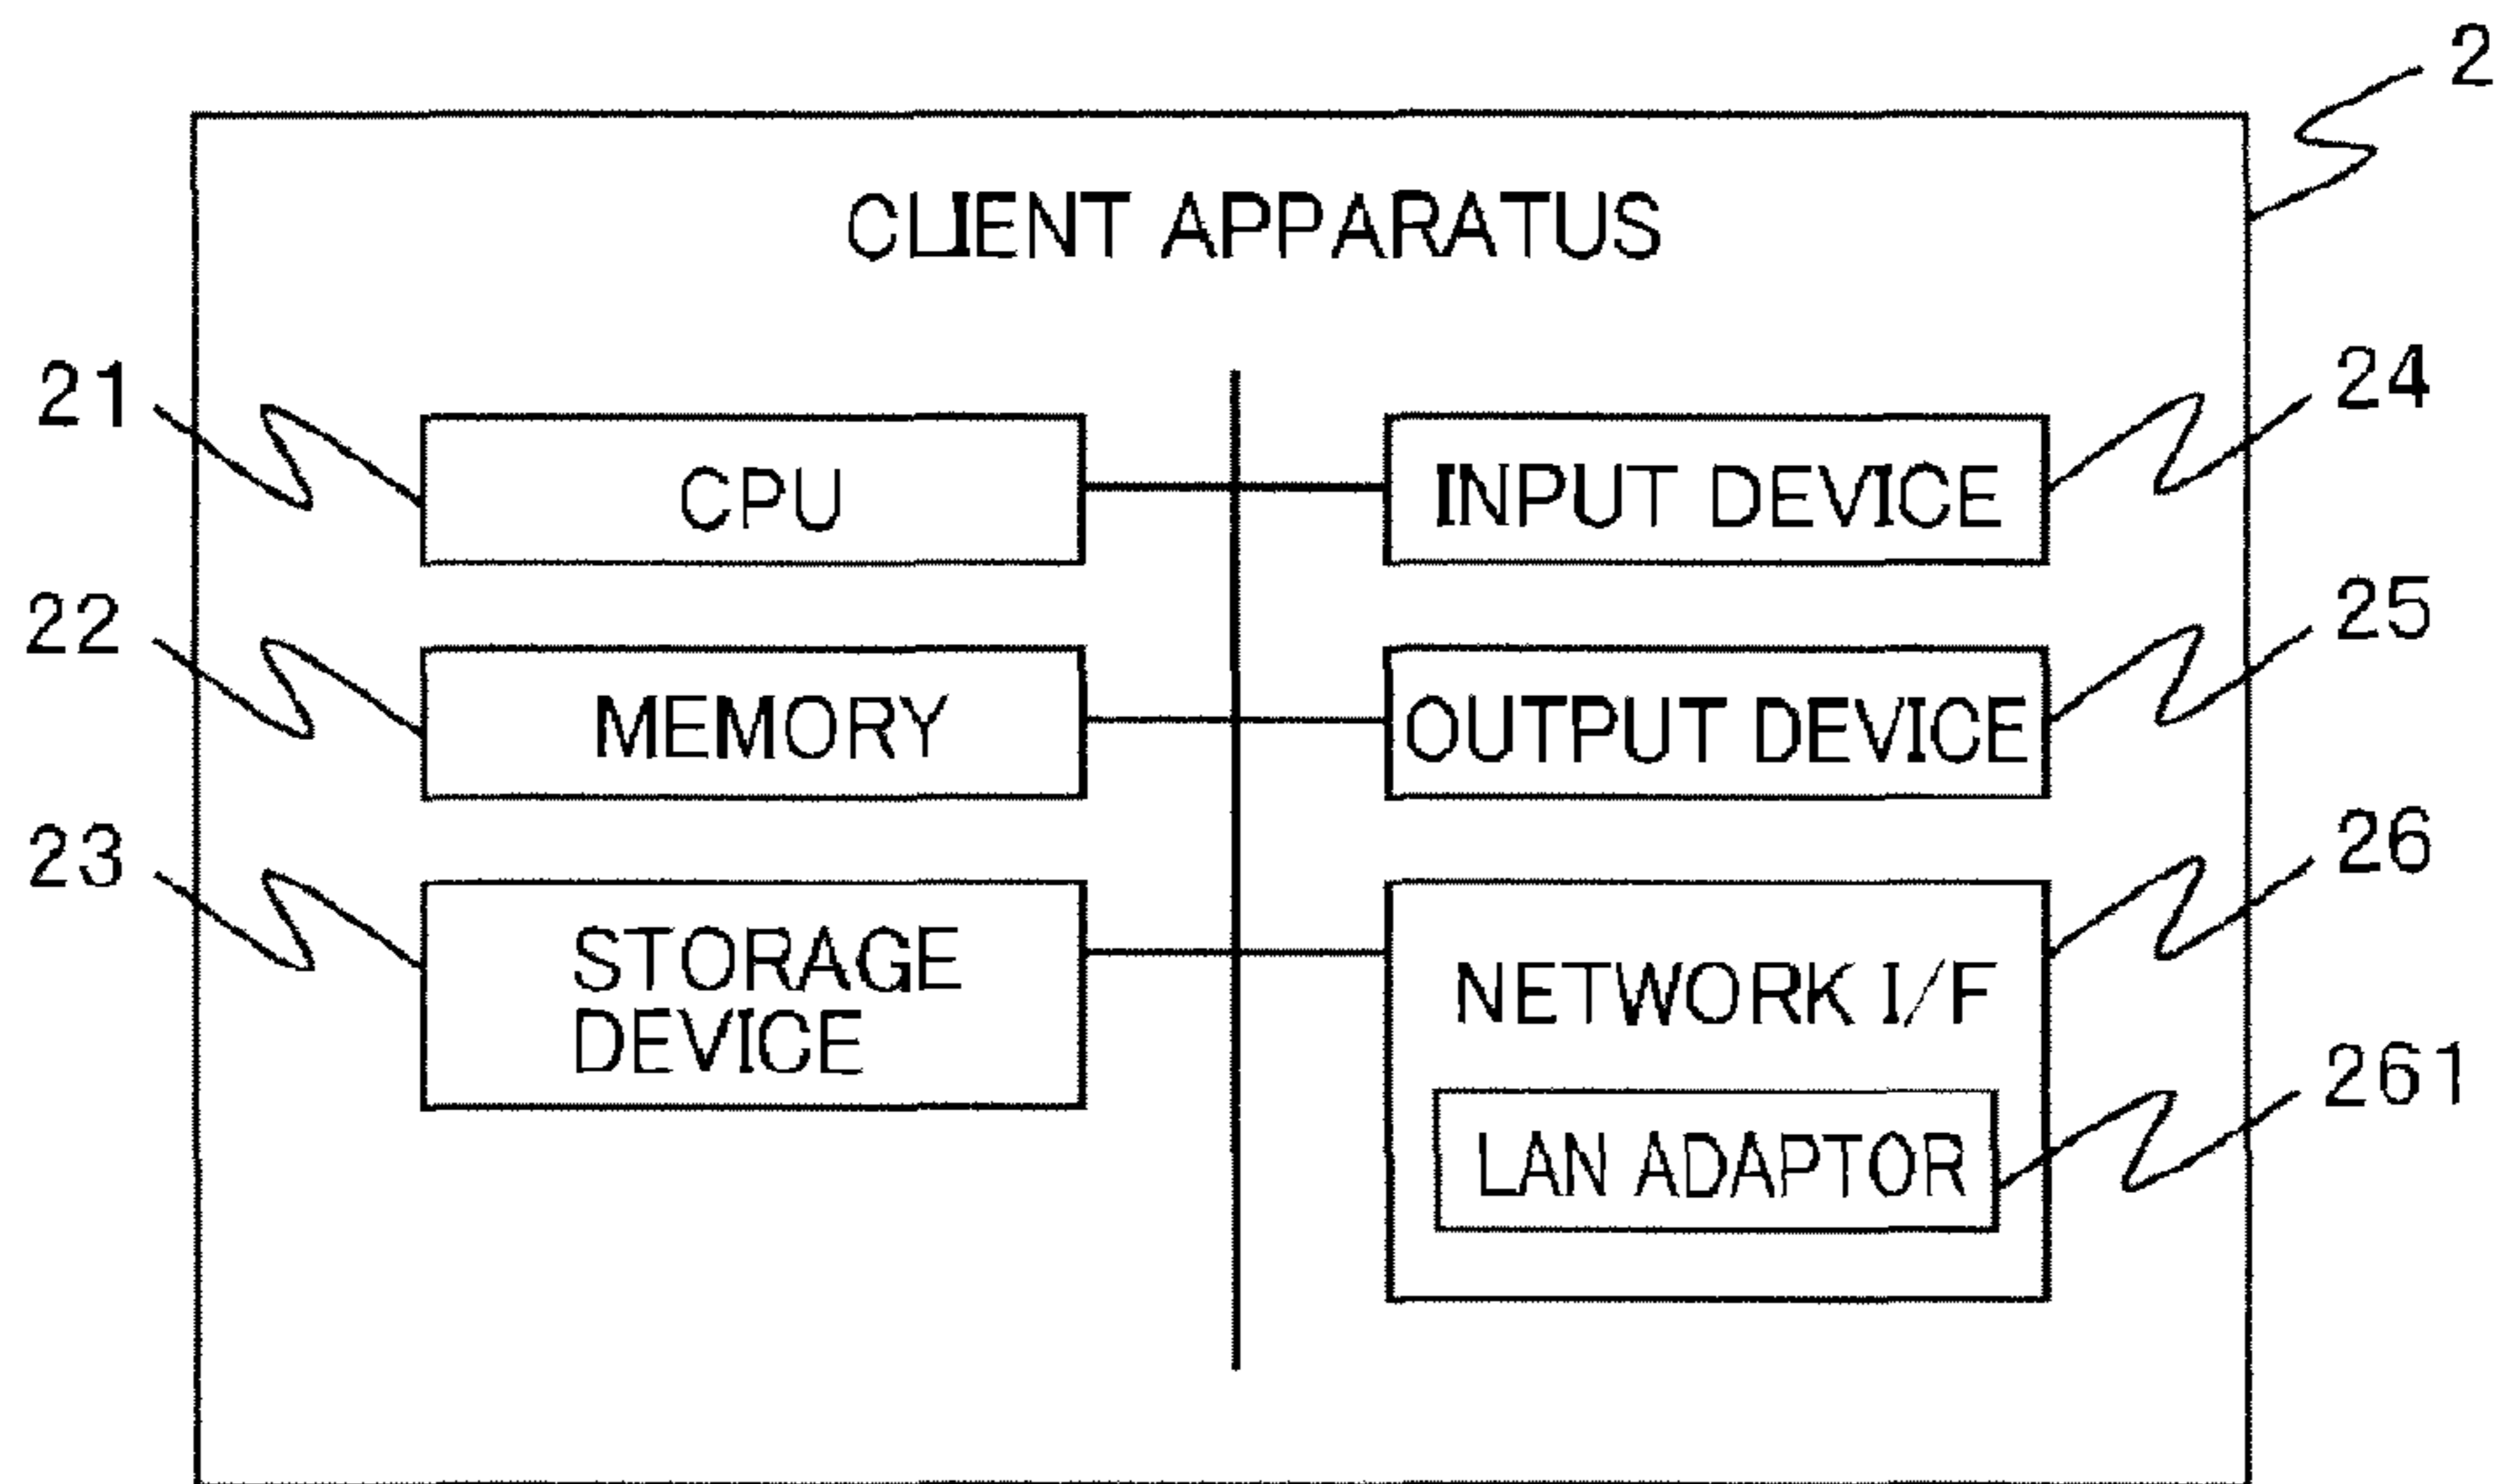 2
CLIENT APPARATUS
21
CPU
INPUT DEVICE
24
22
MEMORY
OUTPUT DEVICE
25
23
STORAGE
DEVICE
NETWORK I/F
26
LAN ADAPTOR
261